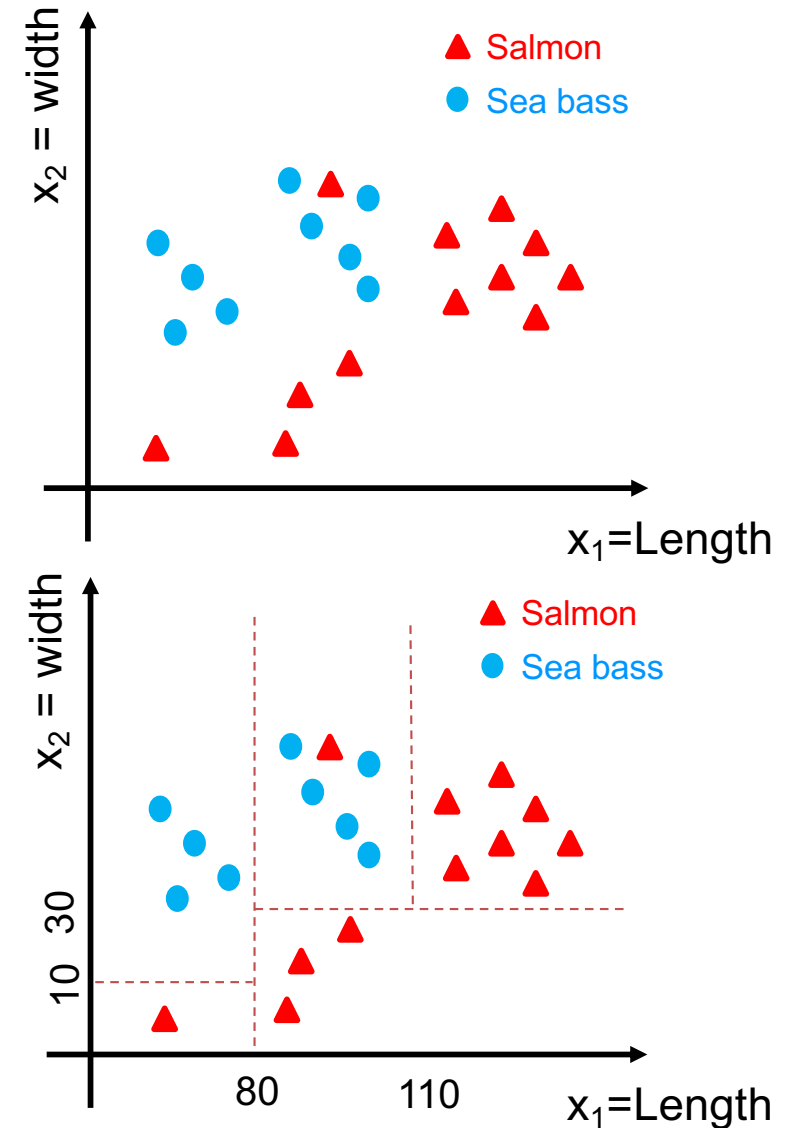 x₂ = width
Salmon
Sea bass
x₁=Length
x₂ = width
Salmon
Sea bass
30
10
80
110
x₁=Length